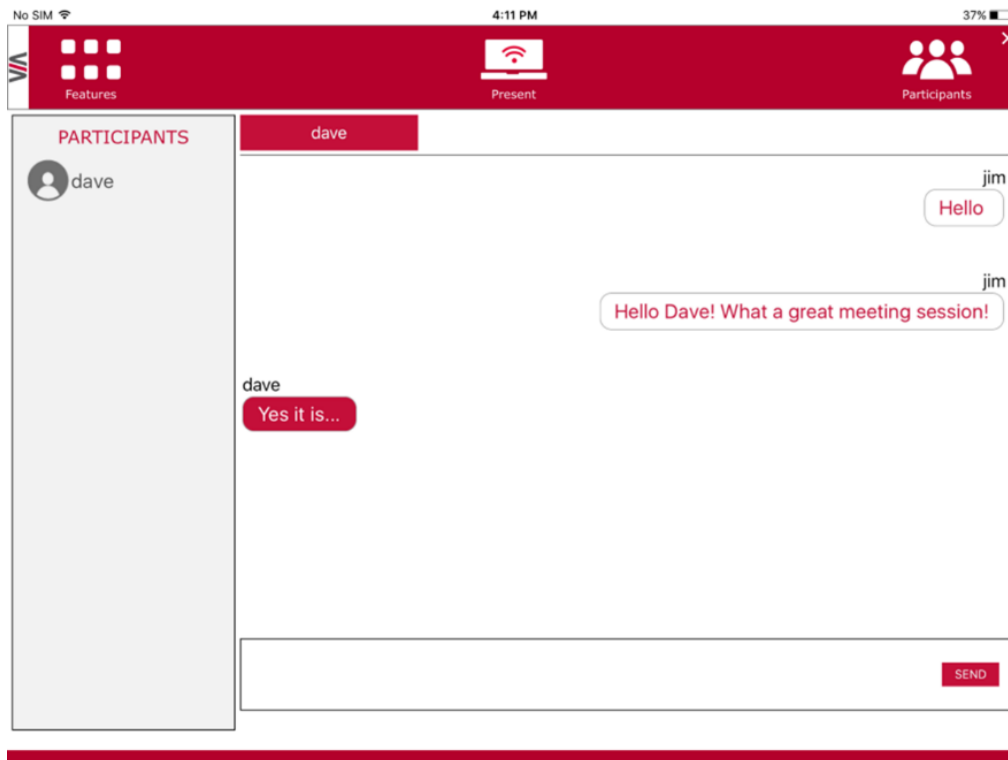 No SIM
4:11 PM
37%
VIA
Features
Present
Participants
PARTICIPANTS
dave
dave
jim
Hello
jim
Hello Dave! What a great meeting session!
dave
Yes it is...
SEND